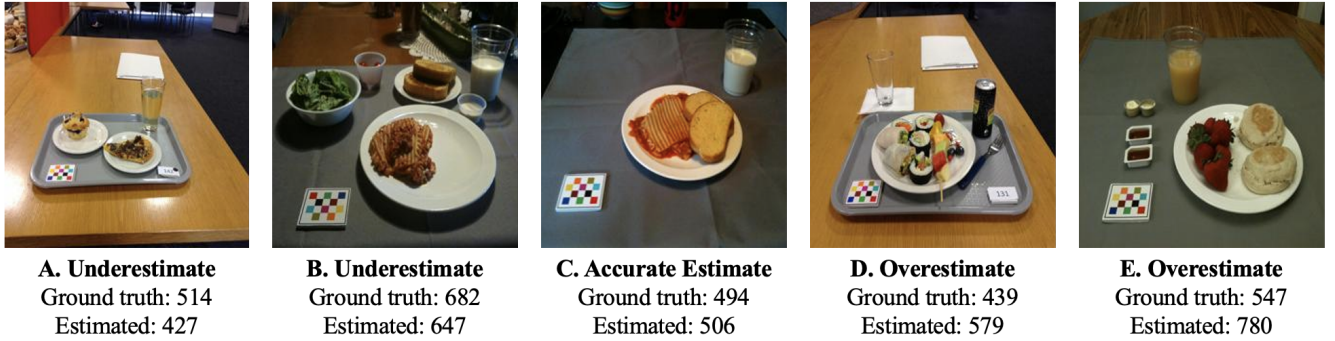 131
A. Underestimate
Ground truth: 514
Estimated: 427
B. Underestimate
Ground truth: 682
Estimated: 647
C. Accurate Estimate
Ground truth: 494
Estimated: 506
D. Overestimate
Ground truth: 439
Estimated: 579
E. Overestimate
Ground truth: 547
Estimated: 780